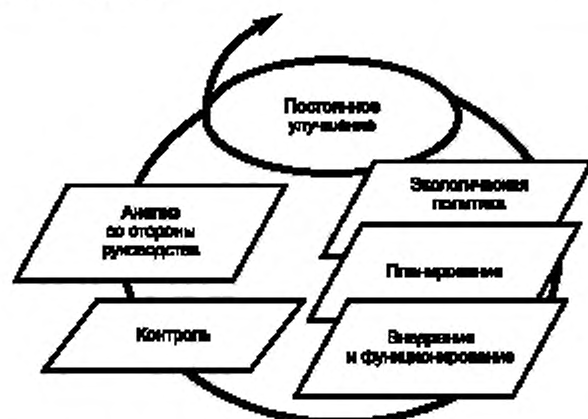 Постоянное
улучшение
Экологическая
политика
Планирование
Внедрение
и функционирование
Контроль
Анализ
со стороны
руководства